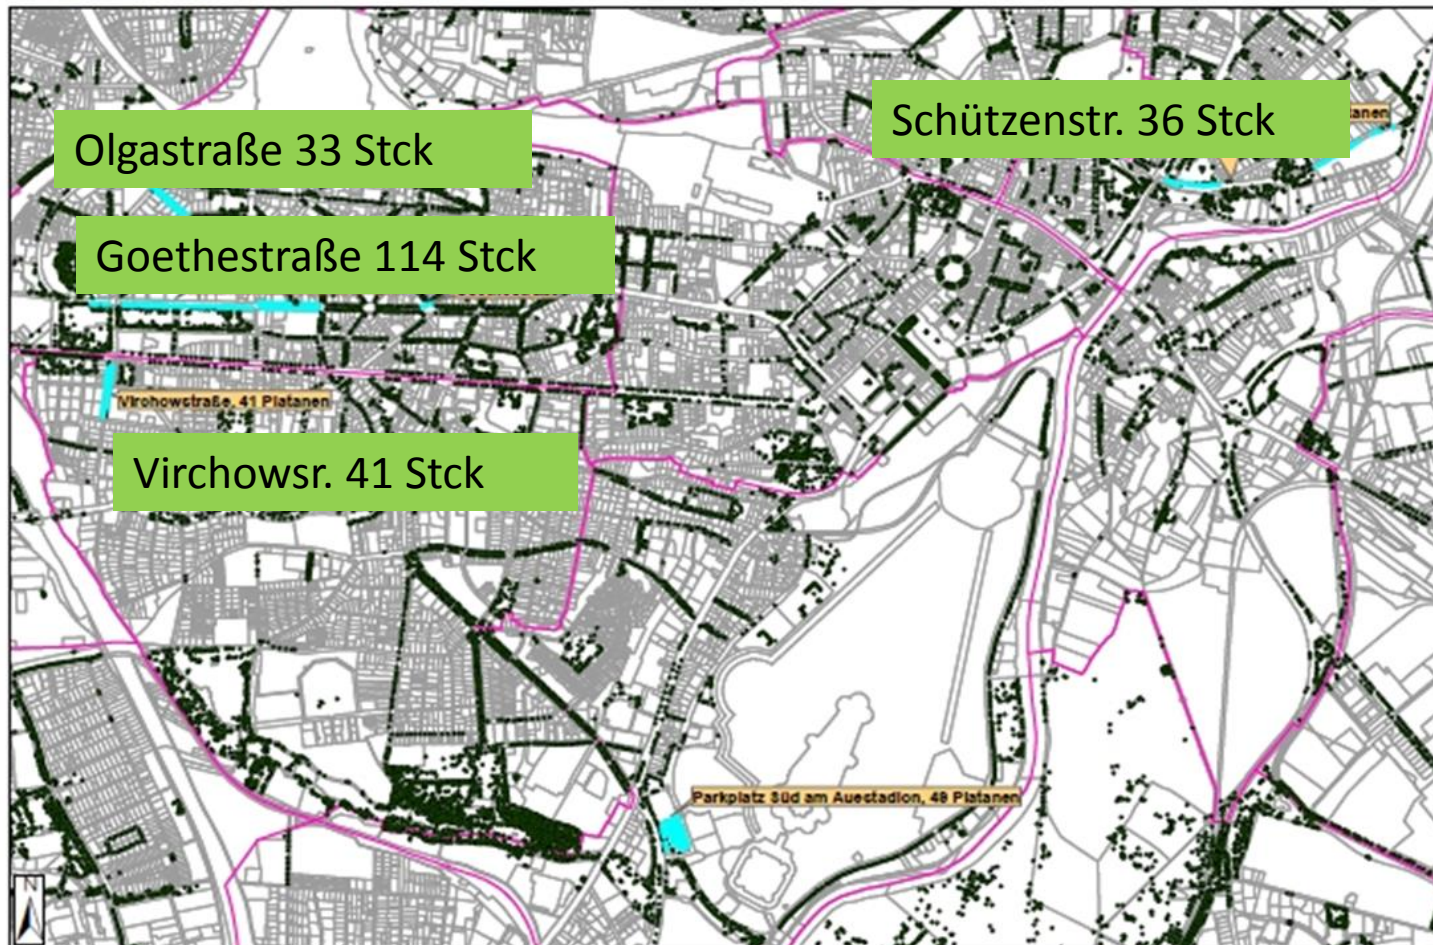 Olgastraße 33 Stck
Schützenstr. 36 Stck
Goethestraße 114 Stck
Virchowstraße, 41 Platanen
Virchowsr. 41 Stck
Parkplatz Süd am Auestadion, 49 Platanen
N